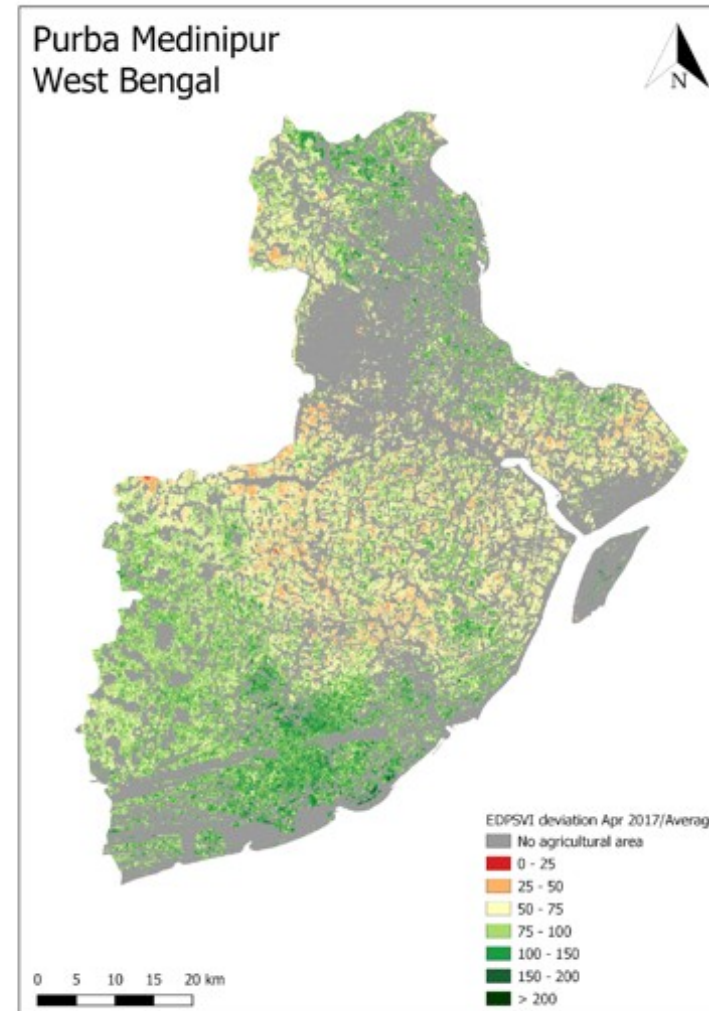 Purba Medinipur
West Bengal
N
EDPSVI deviation Apr 2017/Averag
No agricultural area
0 - 25
25 - 50
50 - 75
75 - 100
100 - 150
150 - 200
> 200
0 5 10 15 20 km